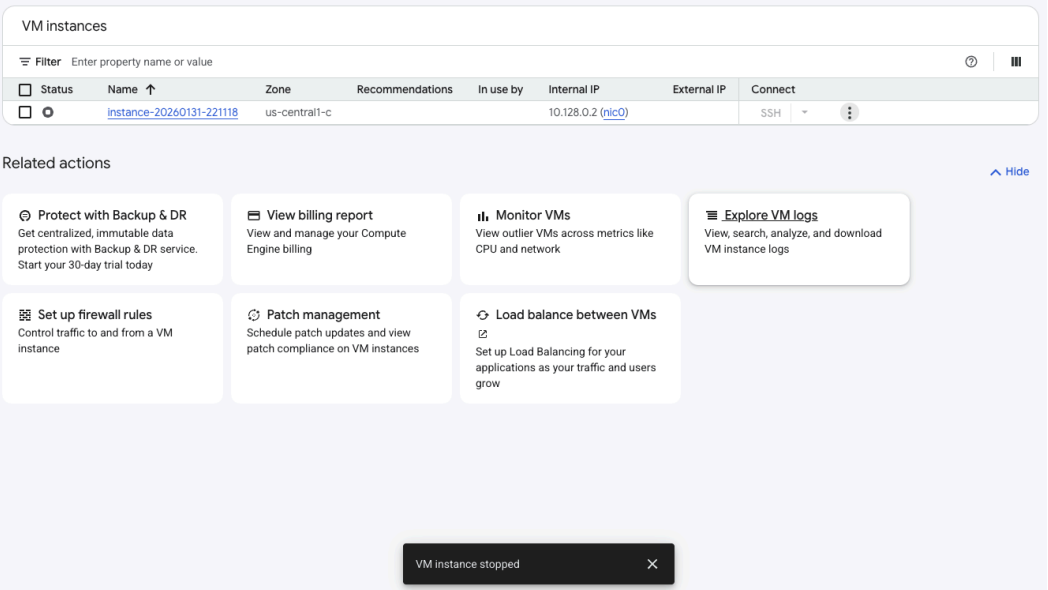 VM instances
Filter Enter property name or value
Status Name Zone Recommendations In use by Internal IP External IP Connect
instance-20260131-221118 us-central1-c 10.128.0.2 (nic0) SSH
Related actions
Hide
Protect with Backup & DR
Get centralized, immutable data
protection with Backup & DR service.
Start your 30-day trial today
View billing report
View and manage your Compute
Engine billing
Monitor VMs
View outlier VMs across metrics like
CPU and network
Explore VM logs
View, search, analyze, and download
VM instance logs
Set up firewall rules
Control traffic to and from a VM
instance
Patch management
Schedule patch updates and view
patch compliance on VM instances
Load balance between VMs
Set up Load Balancing for your
applications as your traffic and users
grow
VM instance stopped